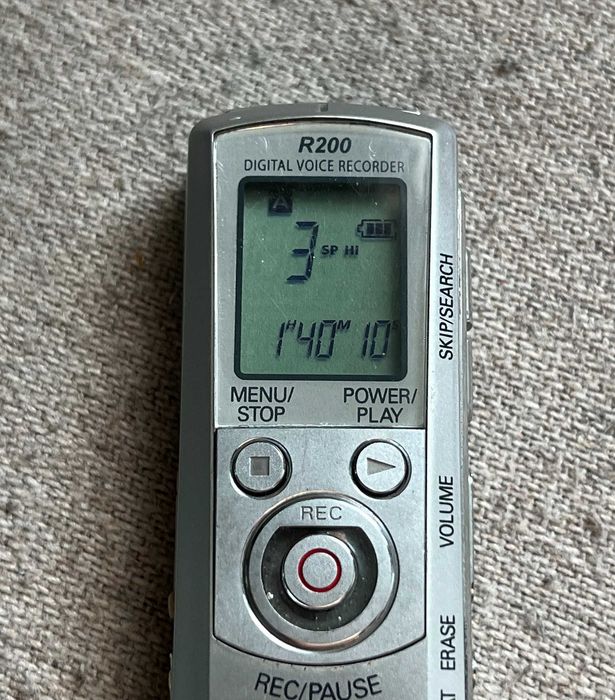 R200
DIGITAL VOICE RECORDER
A
3 SP Hi
1H40M10S
MENU/
STOP
POWER/
PLAY
SKIP/SEARCH
REC
VOLUME
ERASE
REC/PAUSE